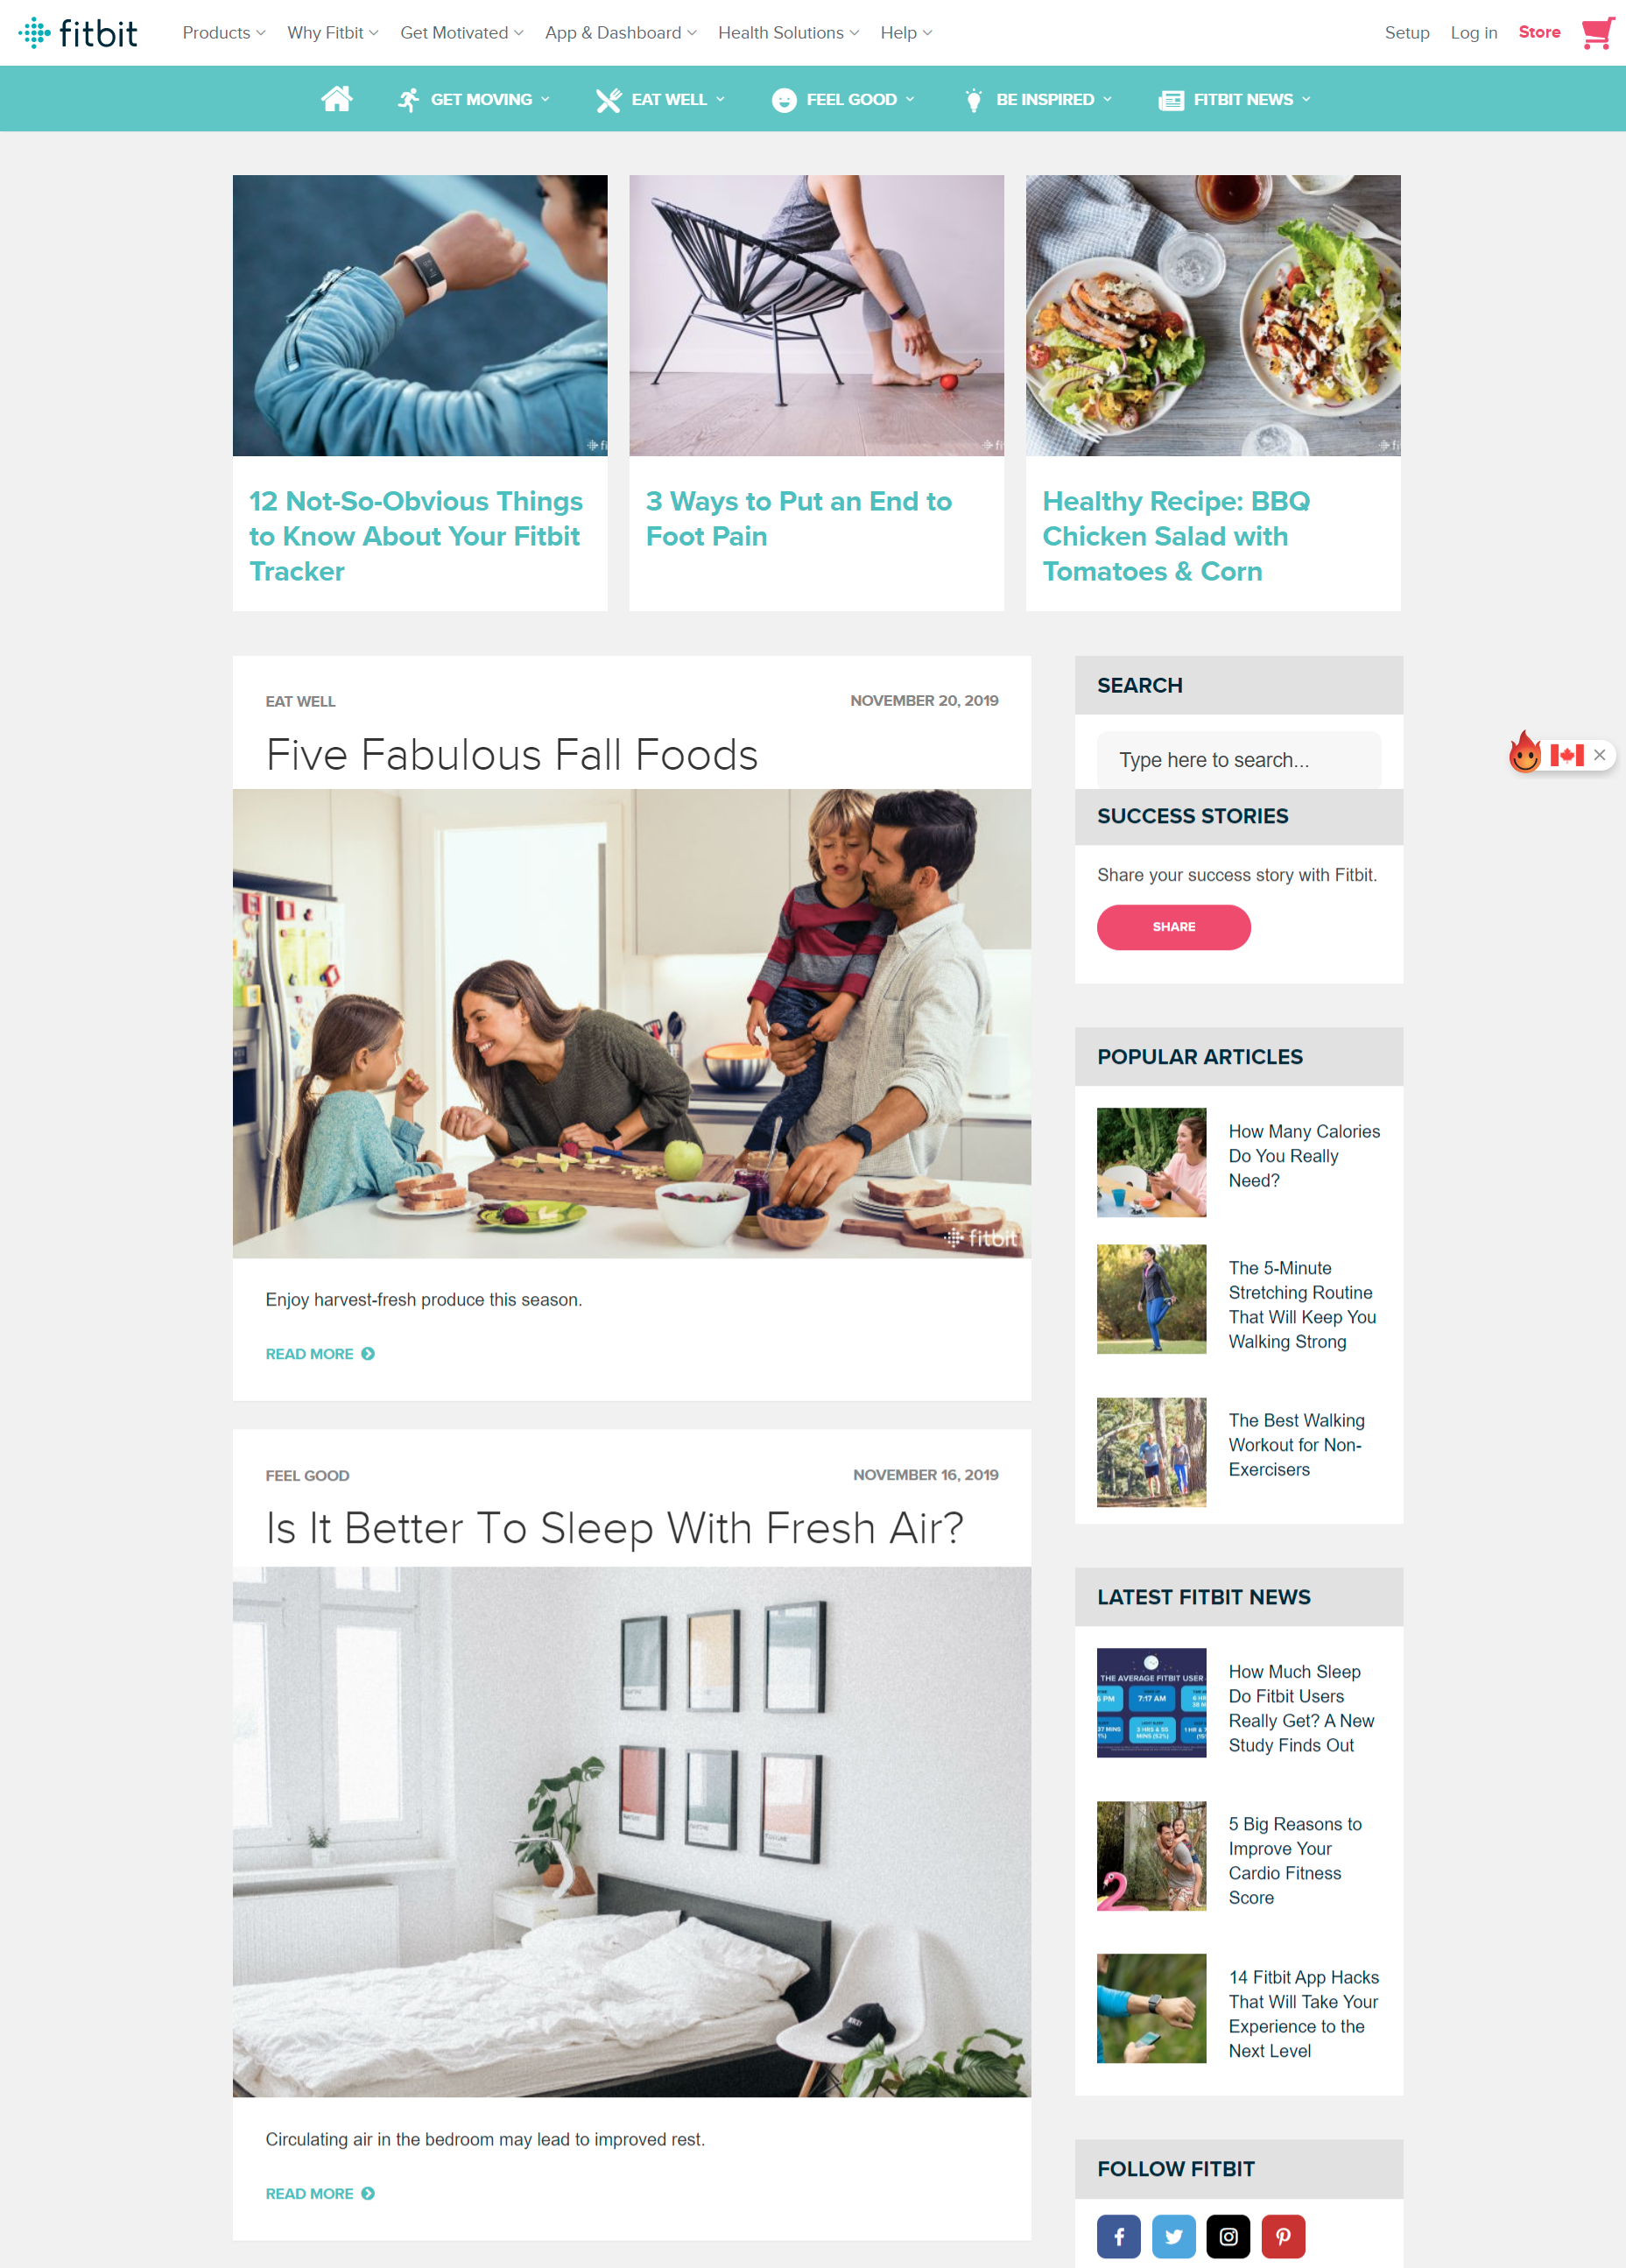 fitbit
Products
Why Fitbit
Get Motivated
App & Dashboard
Health Solutions
Help
Setup
Log in
Store
GET MOVING
EAT WELL
FEEL GOOD
BE INSPIRED
FITBIT NEWS
12 Not-So-Obvious Things
to Know About Your Fitbit
Tracker
3 Ways to Put an End to
Foot Pain
Healthy Recipe: BBQ
Chicken Salad with
Tomatoes & Corn
EAT WELL
NOVEMBER 20, 2019
Five Fabulous Fall Foods
fitbit
Enjoy harvest-fresh produce this season.
READ MORE
FEEL GOOD
NOVEMBER 16, 2019
Is It Better To Sleep With Fresh Air?
Circulating air in the bedroom may lead to improved rest.
READ MORE
SEARCH
Type here to search...
SUCCESS STORIES
Share your success story with Fitbit.
SHARE
POPULAR ARTICLES
How Many Calories
Do You Really
Need?
The 5-Minute
Stretching Routine
That Will Keep You
Walking Strong
The Best Walking
Workout for Non-
Exercisers
LATEST FITBIT NEWS
THE AVERAGE FITBIT USER
7:17 AM
How Much Sleep
Do Fitbit Users
Really Get? A New
Study Finds Out
5 Big Reasons to
Improve Your
Cardio Fitness
Score
14 Fitbit App Hacks
That Will Take Your
Experience to the
Next Level
FOLLOW FITBIT